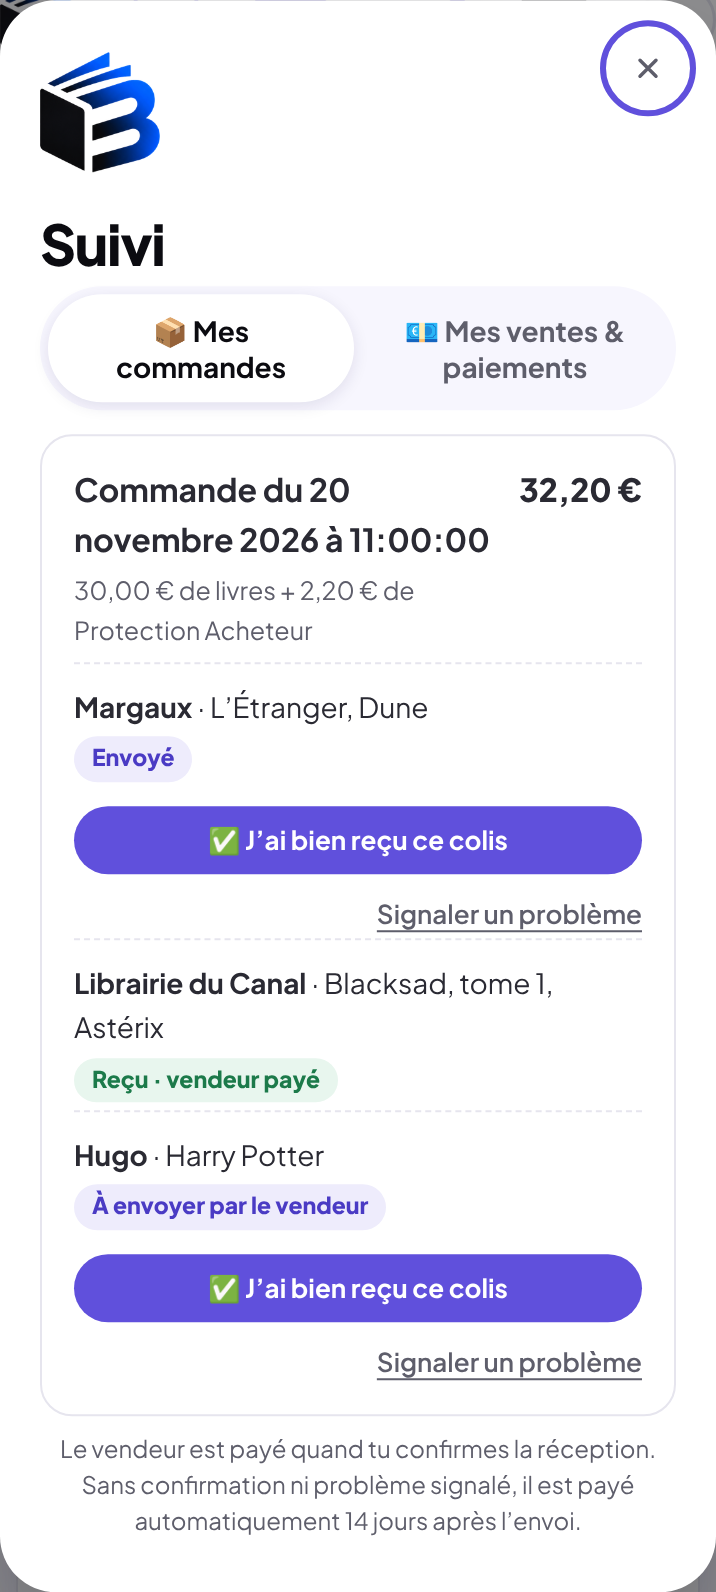 Suivi
📦 Mes
commandes
💶 Mes ventes &
paiements
Commande du 20
novembre 2026 à 11:00:00
32,20 €
30,00 € de livres + 2,20 € de
Protection Acheteur
Margaux · L’Étranger, Dune
Envoyé
✅ J’ai bien reçu ce colis
Signaler un problème
Librairie du Canal · Blacksad, tome 1,
Astérix
Reçu · vendeur payé
Hugo · Harry Potter
À envoyer par le vendeur
✅ J’ai bien reçu ce colis
Signaler un problème
Le vendeur est payé quand tu confirmes la réception.
Sans confirmation ni problème signalé, il est payé
automatiquement 14 jours après l’envoi.